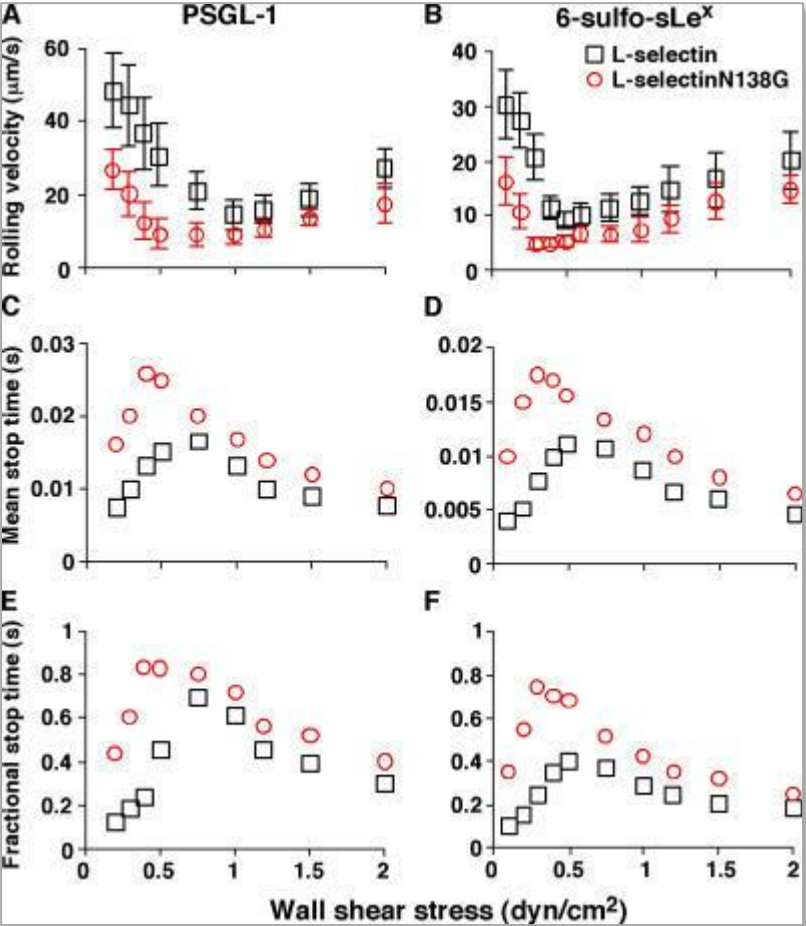 A
PSGL-1
B
6-sulfo-sLeˣ
L-selectin
L-selectinN138G
Rolling velocity (μm/s)
60
40
20
0
40
30
20
10
0
C
D
Mean stop time (s)
0.03
0.02
0.01
0
0.02
0.015
0.01
0.005
0
E
F
Fractional stop time (s)
1
0.8
0.6
0.4
0.2
0
1
0.8
0.6
0.4
0.2
0
0 0.5 1 1.5 2
0 0.5 1 1.5 2
Wall shear stress (dyn/cm²)